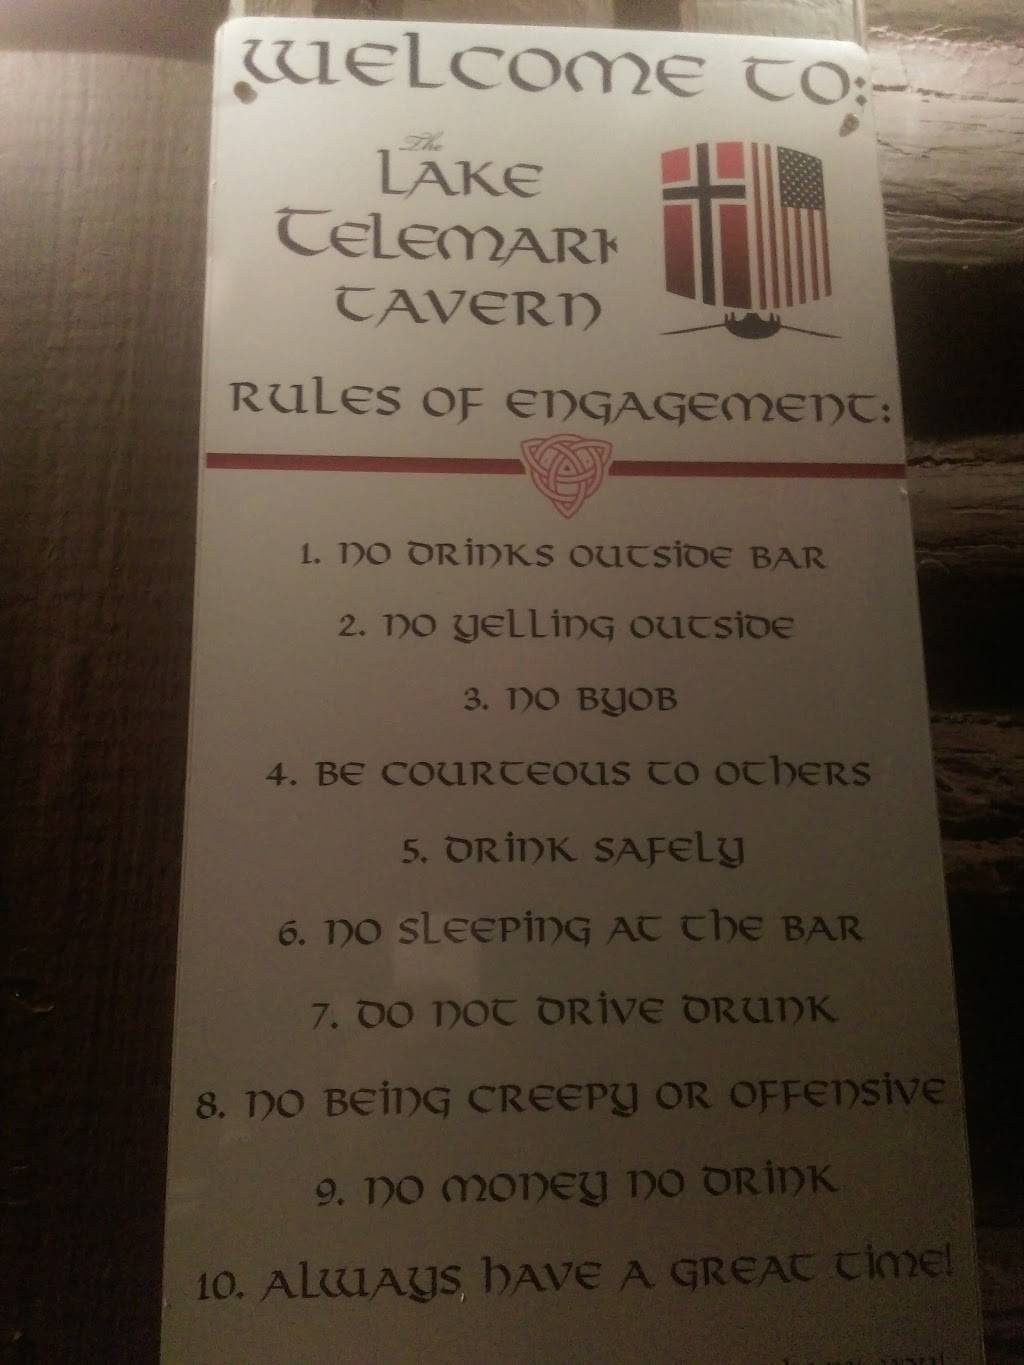 WELCOME TO:
The
LAKE
TELEMARK
TAVERN
RULES OF ENGAGEMENT:
1. NO DRINKS OUTSIDE BAR
2. NO YELLING OUTSIDE
3. NO BYOB
4. BE COURTEOUS TO OTHERS
5. DRINK SAFELY
6. NO SLEEPING AT THE BAR
7. DO NOT DRIVE DRUNK
8. NO BEING CREEPY OR OFFENSIVE
9. NO MONEY NO DRINK
10. ALWAYS, HAVE A GREAT TIME!